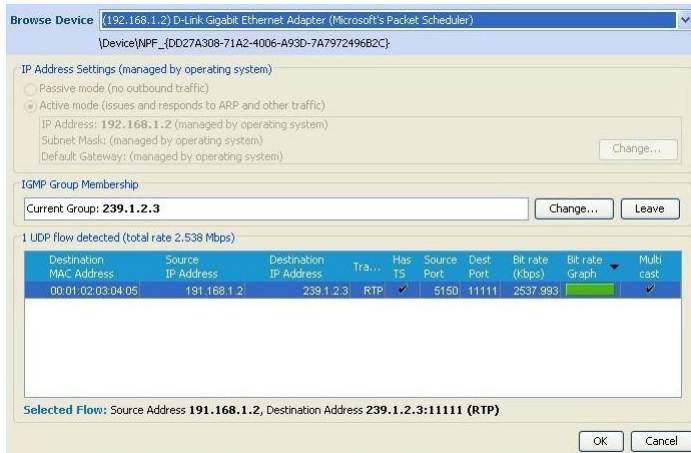 Browse Device (192.168.1.2) D-Link Gigabit Ethernet Adapter (Microsoft's Packet Scheduler)
\Device\NPF_{DD27A308-71A2-4006-A93D-7A7972496B2C}
IP Address Settings (managed by operating system)
Passive mode (no outbound traffic)
Active mode (issues and responds to ARP and other traffic)
IP Address: 192.168.1.2 (managed by operating system)
Subnet Mask: (managed by operating system)
Default Gateway: (managed by operating system)
Change...
IGMP Group Membership
Current Group: 239.1.2.3
Change...
Leave
1 UDP flow detected (total rate 2.538 Mbps)
Destination MAC Address Source IP Address Destination IP Address Tra... Has TS Source Port Dest Port Bit rate (Kbps) Bit rate Graph Multi cast
00:01:02:03:04:05 191.168.1.2 239.1.2.3 RTP ✔ 5150 11111 2537.993 ✔
Selected Flow: Source Address 191.168.1.2, Destination Address 239.1.2.3:11111 (RTP)
OK Cancel